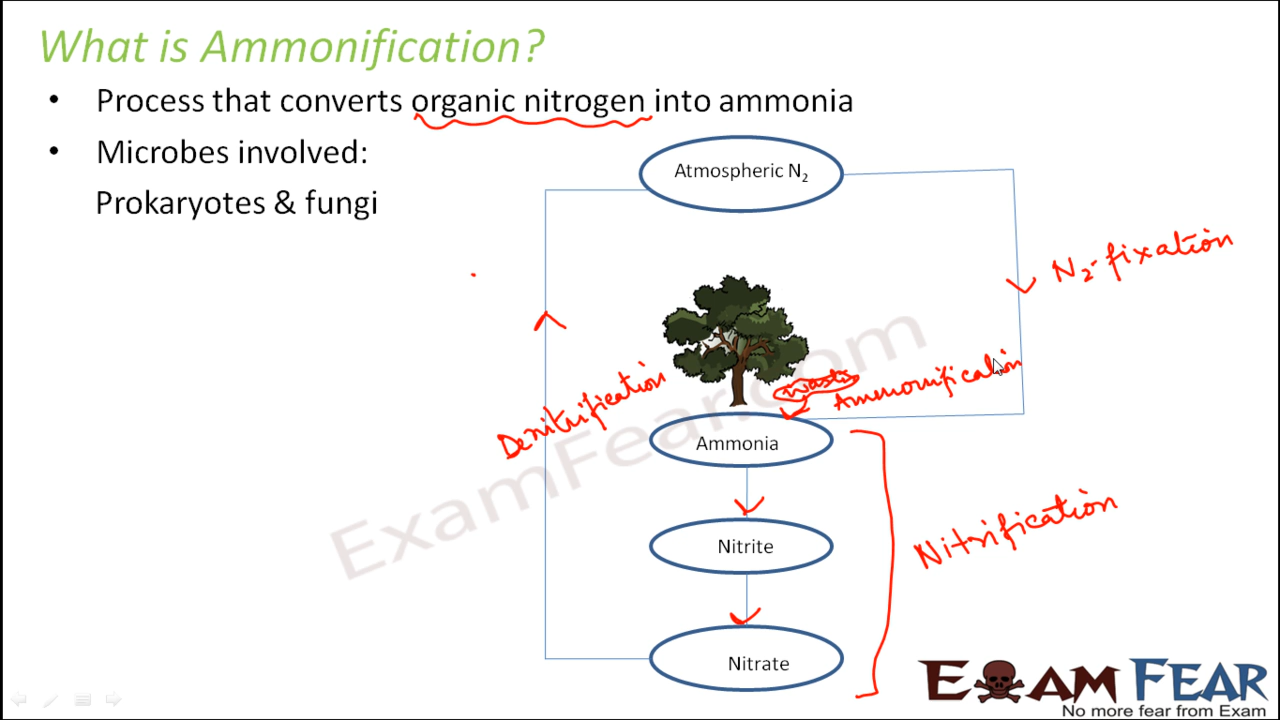 What is Ammonification?
• Process that converts organic nitrogen into ammonia
• Microbes involved:
Prokaryotes & fungi
Atmospheric N₂
N₂-fixation
Denitrification
wastes
Ammonification
Ammonia
Nitrite
Nitrification
Nitrate
ExamFear.com
EXAM FEAR
No more fear from Exam